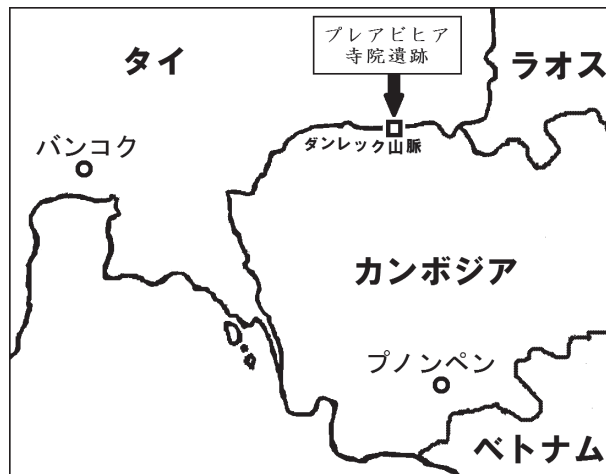 プレアビヒア
寺院遺跡
タイ
ラオス
ダンレック山脈
バンコク
カンボジア
プノンペン
ベトナム